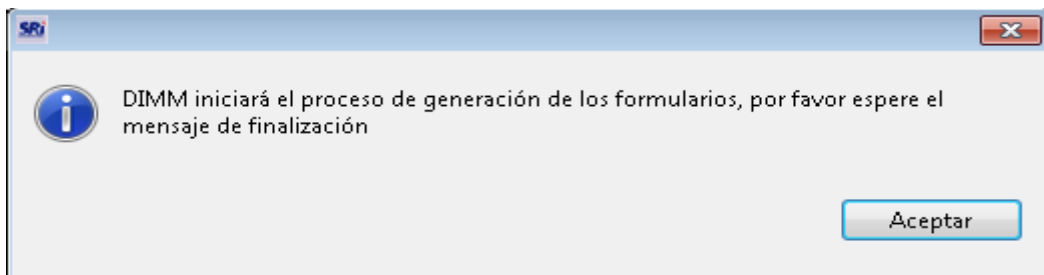 SRi
DIMM iniciará el proceso de generación de los formularios, por favor espere el
mensaje de finalización
Aceptar